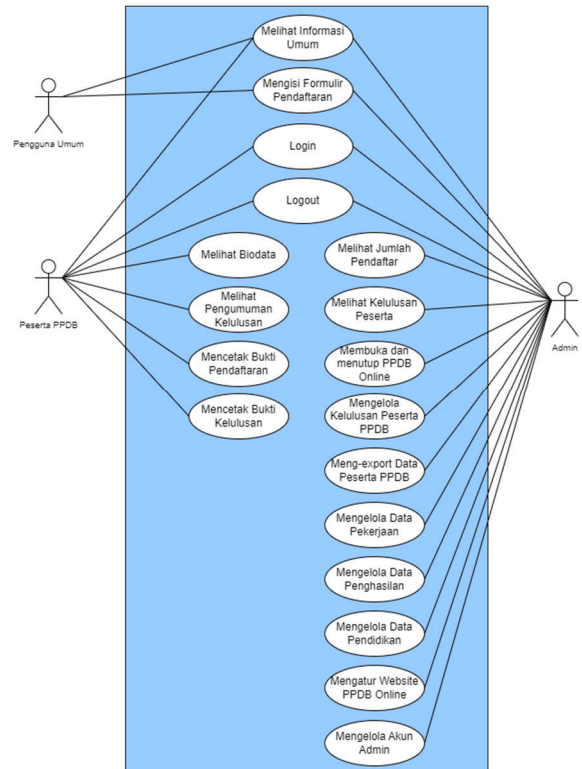 Melihat Informasi
Umum
Mengisi Formulir
Pendaftaran
Pengguna Umum
Login
Logout
Melihat Biodata
Melihat Jumlah
Pendaftar
Melihat
Pengumuman
Kelulusan
Melihat Kelulusan
Peserta
Peserta PPDB
Admin
Mencetak Bukti
Pendaftaran
Membuka dan
menutup PPDB
Online
Mencetak Bukti
Kelulusan
Mengelola
Kelulusan Peserta
PPDB
Meng-export Data
Peserta PPDB
Mengelola Data
Pekerjaan
Mengelola Data
Penghasilan
Mengelola Data
Pendidikan
Mengatur Website
PPDB Online
Mengelola Akun
Admin